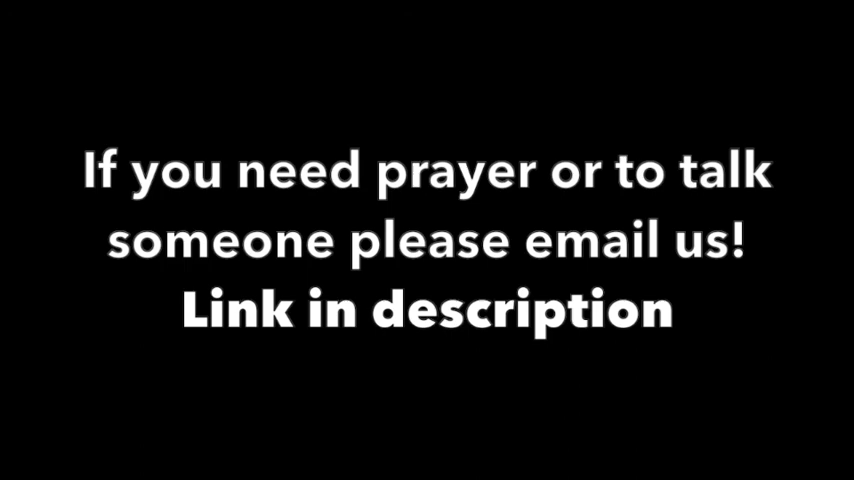 If you need prayer or to talk
someone please email us!
Link in description